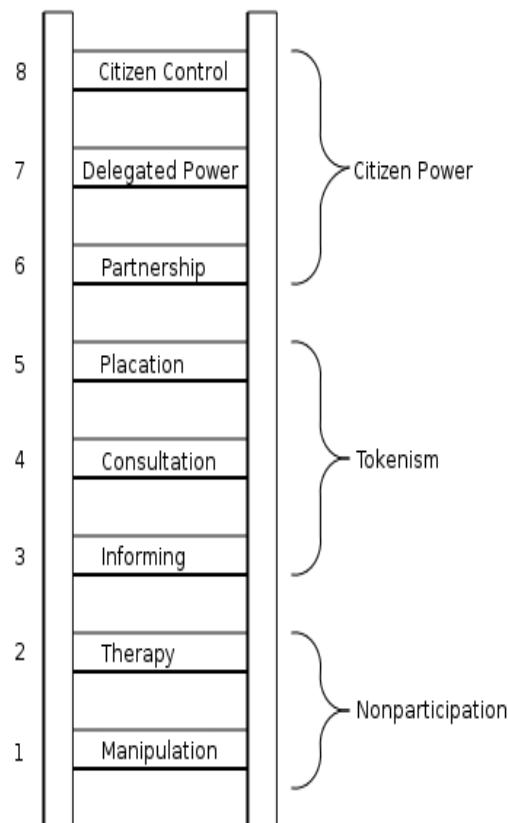 8 Citizen Control
7 Delegated Power
Citizen Power
6 Partnership
5 Placation
4 Consultation
Tokenism
3 Informing
2 Therapy
Nonparticipation
1 Manipulation